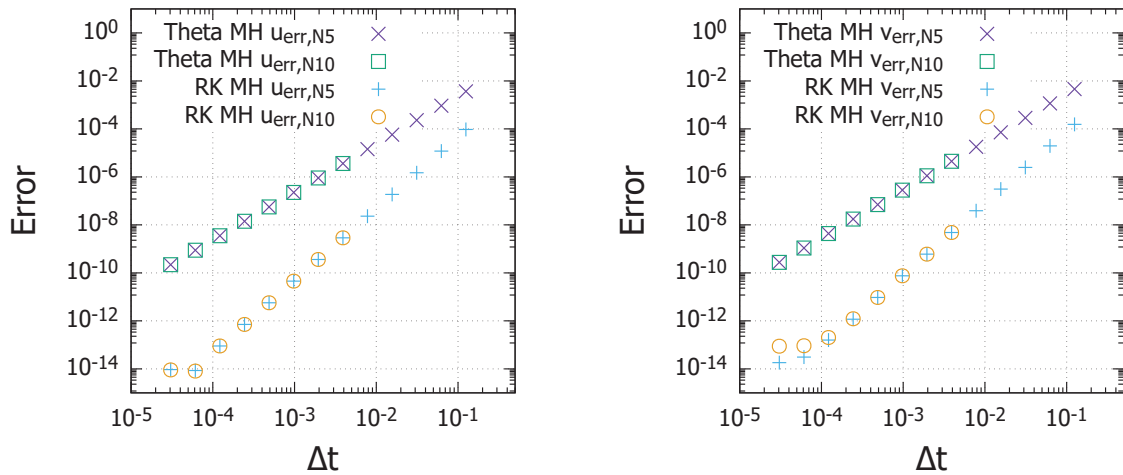 Error
10^0
10^-2
10^-4
10^-6
10^-8
10^-10
10^-12
10^-14
Theta MH u_err,N5
Theta MH u_err,N10
RK MH u_err,N5
RK MH u_err,N10
10^-5
10^-4
10^-3
10^-2
10^-1
Δt
Error
10^0
10^-2
10^-4
10^-6
10^-8
10^-10
10^-12
10^-14
Theta MH v_err,N5
Theta MH v_err,N10
RK MH v_err,N5
RK MH v_err,N10
10^-5
10^-4
10^-3
10^-2
10^-1
Δt